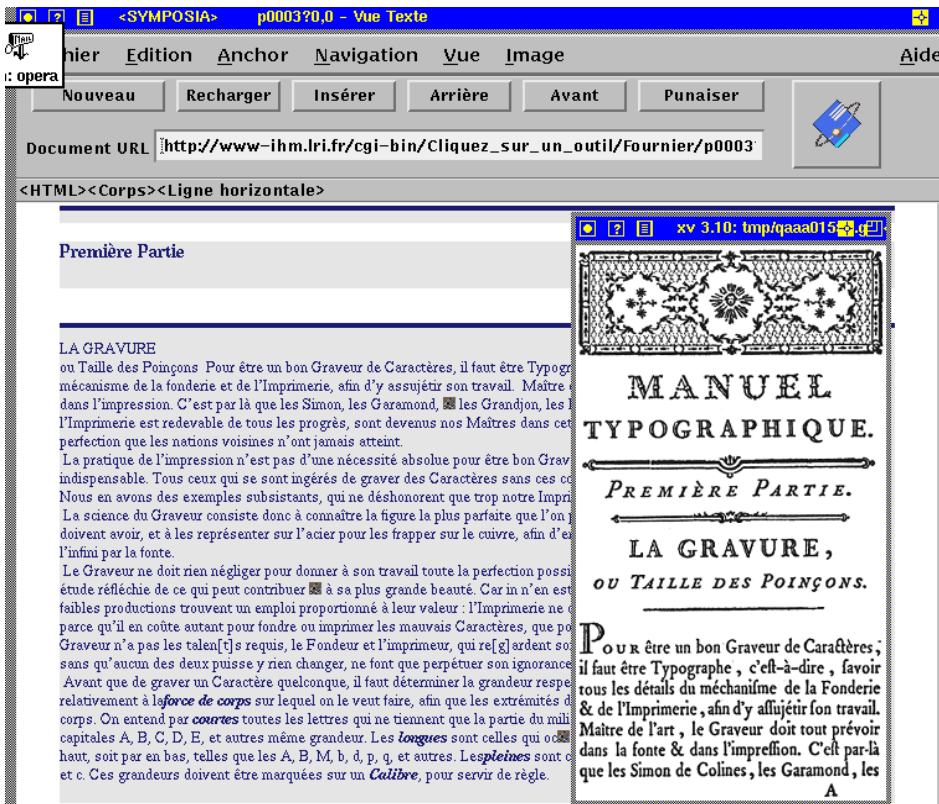 <SYMPOSIA> p0003?0,0 - Vue Texte
MAIL
: opera
hier Edition Anchor Navigation Vue Image Aide
Nouveau Recharger Insérer Arrière Avant Punaiser
Document URL http://www-ihm.lri.fr/cgi-bin/Cliquez_sur_un_outil/Fournier/p0003
<HTML><Corps><Ligne horizontale>
Première Partie
LA GRAVURE
ou Taille des Poinçons Pour être un bon Graveur de Caractères, il faut être Typogr
mécanisme de la fonderie et de l'Imprimerie, afin d'y assujétir son travail. Maître
dans l'impression. C'est par là que les Simon, les Garamond, les Grandjon, les
l'Imprimerie est redevable de tous les progrès, sont devenus nos Maîtres dans cet
perfection que les nations voisines n'ont jamais atteint.
La pratique de l'impression n'est pas d'une nécessité absolue pour être bon Grav
indispensable. Tous ceux qui se sont ingérés de graver des Caractères sans ces co
Nous en avons des exemples subsistants, qui ne déshonorent que trop notre Impri
La science du Graveur consiste donc à connaître la figure la plus parfaite que l'on
doivent avoir, et à les représenter sur l'acier pour les frapper sur le cuivre, afin d'e
l'infini par la fonte.
Le Graveur ne doit rien négliger pour donner à son travail toute la perfection possi
étude réfléchie de ce qui peut contribuer à sa plus grande beauté. Car in n'en est
faibles productions trouvent un emploi proportionné à leur valeur : l'Imprimerie ne
parce qu'il en coûte autant pour fondre ou imprimer les mauvais Caractères, que po
Graveur n'a pas les talen[t]s requis, le Fondeur et l'imprimeur, qui re[g]ardent so
sans qu'aucun des deux puisse y rien changer, ne font que perpétuer son ignorance
Avant que de graver un Caractère quelconque, il faut déterminer la grandeur respe
relativement à laforce de corps sur lequel on le veut faire, afin que les extrémités d
corps. On entend par courtes toutes les lettres qui ne tiennent que la partie du mili
capitales A, B, C, D, E, et autres même grandeur. Les longues sont celles qui oc
haut, soit par en bas, telles que les A, B, M, b, d, p, q, et autres. Lespleines sont c
et c. Ces grandeurs doivent être marquées sur un Calibre, pour servir de règle.
xv 3.10: tmp/qaaa015
MANUEL
TYPOGRAPHIQUE.
PREMIÈRE PARTIE.
LA GRAVURE,
OU TAILLE DES POINÇONS.
POUR être un bon Graveur de Caractères,
il faut être Typographe , c'eſt-à-dire , ſavoir
tous les détails du méchaniſme de la Fonderie
& de l'Imprimerie , afin d'y aſſujétir ſon travail.
Maître de l'art , le Graveur doit tout prévoir
dans la fonte & dans l'impreſſion. C'eſt par-là
que les Simon de Colines , les Garamond , les
A